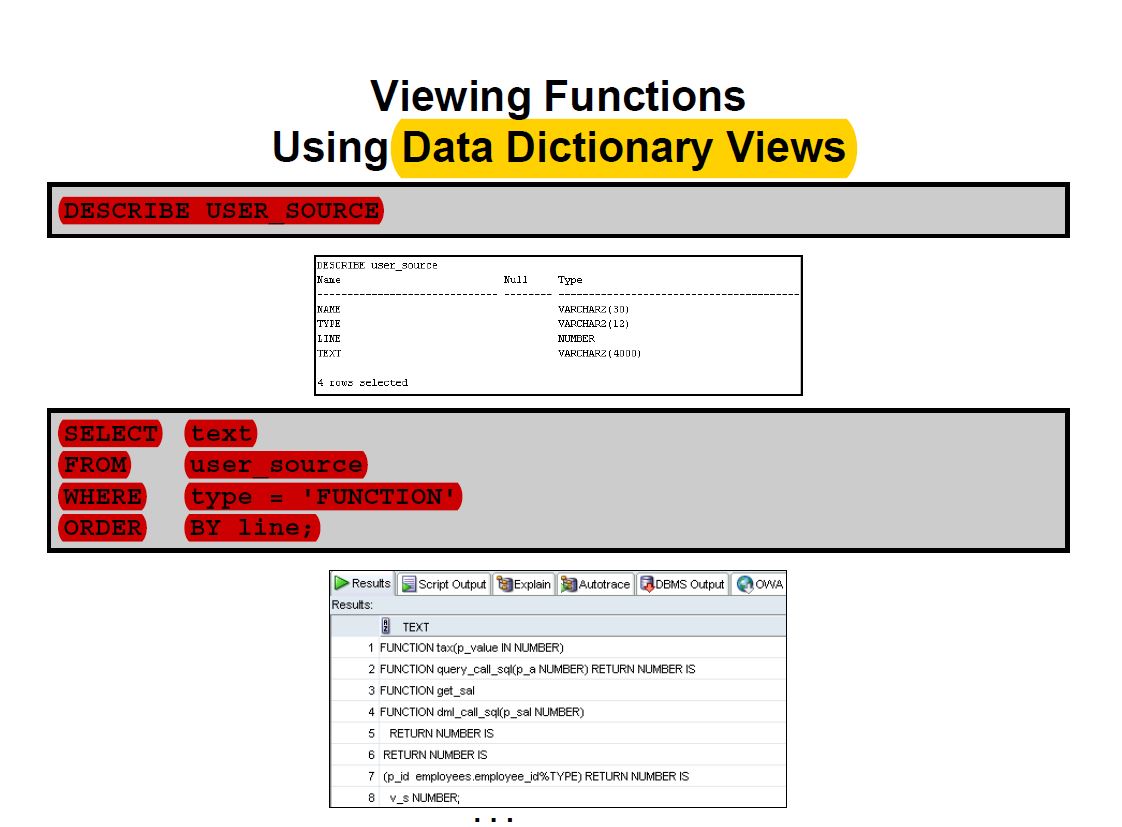 Viewing Functions
Using Data Dictionary Views
DESCRIBE USER_SOURCE
DESCRIBE user_source
Name Null Type
------------------------------ -------- ----------------------------------------
NAME VARCHAR2(30)
TYPE VARCHAR2(12)
LINE NUMBER
TEXT VARCHAR2(4000)
4 rows selected
SELECT text
FROM user_source
WHERE type = 'FUNCTION'
ORDER BY line;
Results Script Output Explain Autotrace DBMS Output OWA
Results:
TEXT
1 FUNCTION tax(p_value IN NUMBER)
2 FUNCTION query_call_sql(p_a NUMBER) RETURN NUMBER IS
3 FUNCTION get_sal
4 FUNCTION dml_call_sql(p_sal NUMBER)
5 RETURN NUMBER IS
6 RETURN NUMBER IS
7 (p_id employees.employee_id%TYPE) RETURN NUMBER IS
8 v_s NUMBER;
...